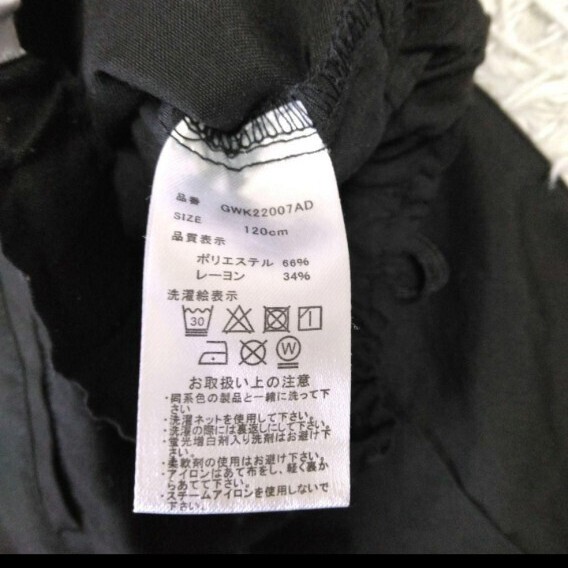 品番 GWK22007AD
SIZE 120cm
品質表示
ポリエステル 66%
レーヨン 34%
洗濯絵表示
30
W
お取扱い上の注意
・同系色の製品と一緒に洗って下
さい
・洗濯ネットを使用して下さい。
・洗濯の際には裏返しにして下さい。
・蛍光増白剤入り洗剤はお避け下
さい。
・柔軟剤の使用はお避け下さい。
・アイロンはあて布をし、軽く裏か
らあてて下さい。
・スチームアイロンを使用しないで
下さい。